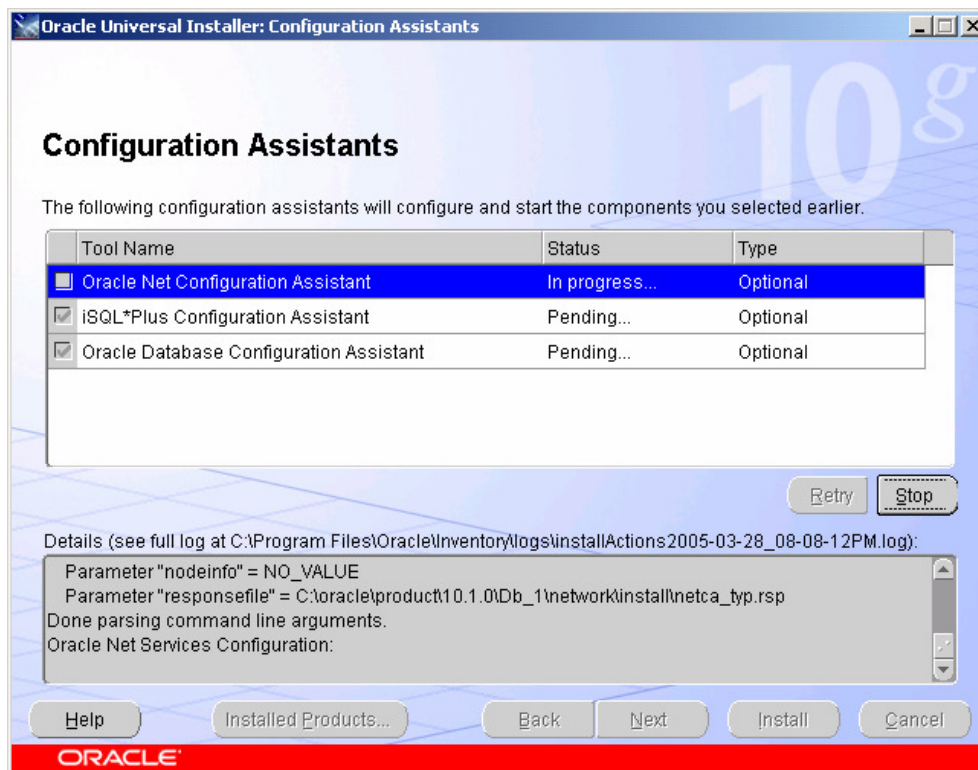 Oracle Universal Installer: Configuration Assistants
10g
Configuration Assistants
The following configuration assistants will configure and start the components you selected earlier.
Tool Name Status Type
Oracle Net Configuration Assistant In progress... Optional
iSQL*Plus Configuration Assistant Pending... Optional
Oracle Database Configuration Assistant Pending... Optional
Retry Stop
Details (see full log at C:\Program Files\Oracle\Inventory\logs\installActions2005-03-28_08-08-12PM.log):
Parameter "nodeinfo" = NO_VALUE
Parameter "responsefile" = C:\oracle\product\10.1.0\Db_1\network\install\netca_typ.rsp
Done parsing command line arguments.
Oracle Net Services Configuration:
Help Installed Products... Back Next Install Cancel
ORACLE